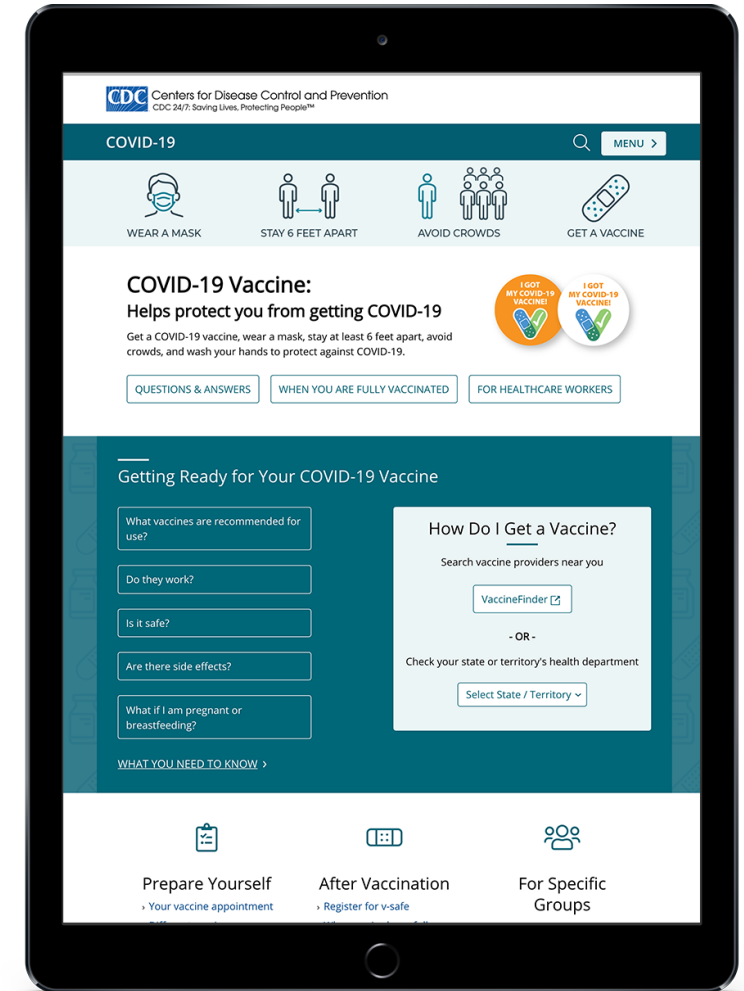 CDC Centers for Disease Control and Prevention
CDC 24/7: Saving Lives, Protecting People™
COVID-19
MENU
WEAR A MASK
STAY 6 FEET APART
AVOID CROWDS
GET A VACCINE
COVID-19 Vaccine:
Helps protect you from getting COVID-19
Get a COVID-19 vaccine, wear a mask, stay at least 6 feet apart, avoid
crowds, and wash your hands to protect against COVID-19.
I GOT
MY COVID-19
VACCINE!
I GOT
MY COVID-19
VACCINE!
QUESTIONS & ANSWERS
WHEN YOU ARE FULLY VACCINATED
FOR HEALTHCARE WORKERS
Getting Ready for Your COVID-19 Vaccine
What vaccines are recommended for
use?
Do they work?
Is it safe?
Are there side effects?
What if I am pregnant or
breastfeeding?
WHAT YOU NEED TO KNOW
How Do I Get a Vaccine?
Search vaccine providers near you
VaccineFinder
- OR -
Check your state or territory's health department
Select State / Territory
Prepare Yourself
Your vaccine appointment
After Vaccination
Register for v-safe
For Specific
Groups